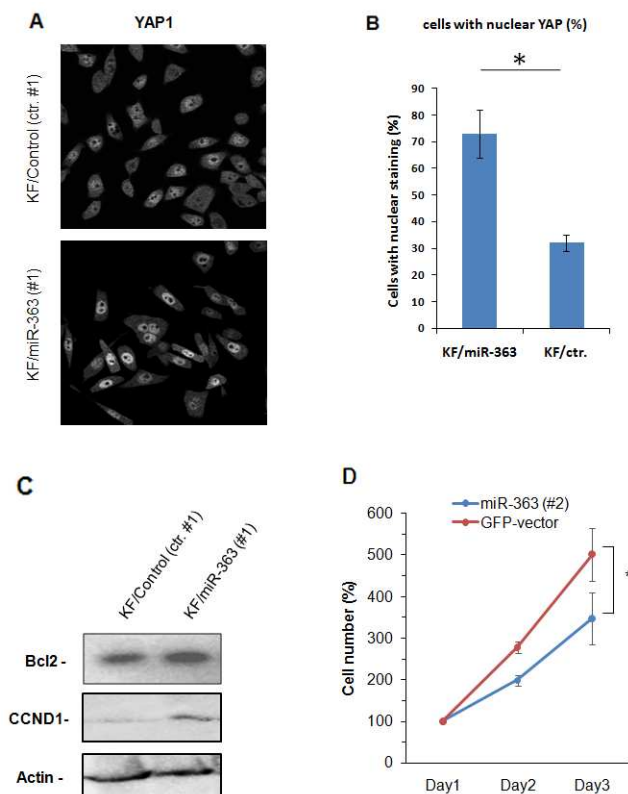 A
YAP1
KF/Control (ctr. #1)
KF/miR-363 (#1)
B
cells with nuclear YAP (%)
*
Cells with nuclear staining (%)
90
80
70
60
50
40
30
20
10
0
KF/miR-363
KF/ctr.
C
KF/Control (ctr. #1)
KF/miR-363 (#1)
Bcl2 -
CCND1-
Actin -
D
miR-363 (#2)
GFP-vector
Cell number (%)
600
500
400
300
200
100
*
Day1
Day2
Day3